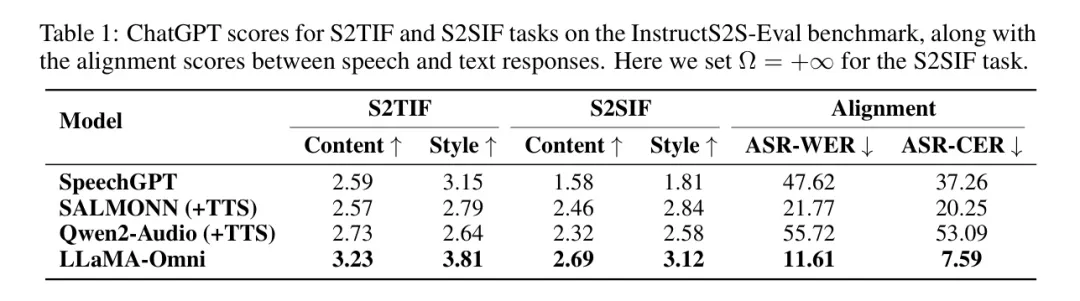 Table 1: ChatGPT scores for S2TIF and S2SIF tasks on the InstructS2S-Eval benchmark, along with
the alignment scores between speech and text responses. Here we set Ω = +∞ for the S2SIF task.
Model S2TIF S2SIF Alignment
Content ↑ Style ↑ Content ↑ Style ↑ ASR-WER ↓ ASR-CER ↓
SpeechGPT 2.59 3.15 1.58 1.81 47.62 37.26
SALMONN (+TTS) 2.57 2.79 2.46 2.84 21.77 20.25
Qwen2-Audio (+TTS) 2.73 2.64 2.32 2.58 55.72 53.09
LLaMA-Omni 3.23 3.81 2.69 3.12 11.61 7.59